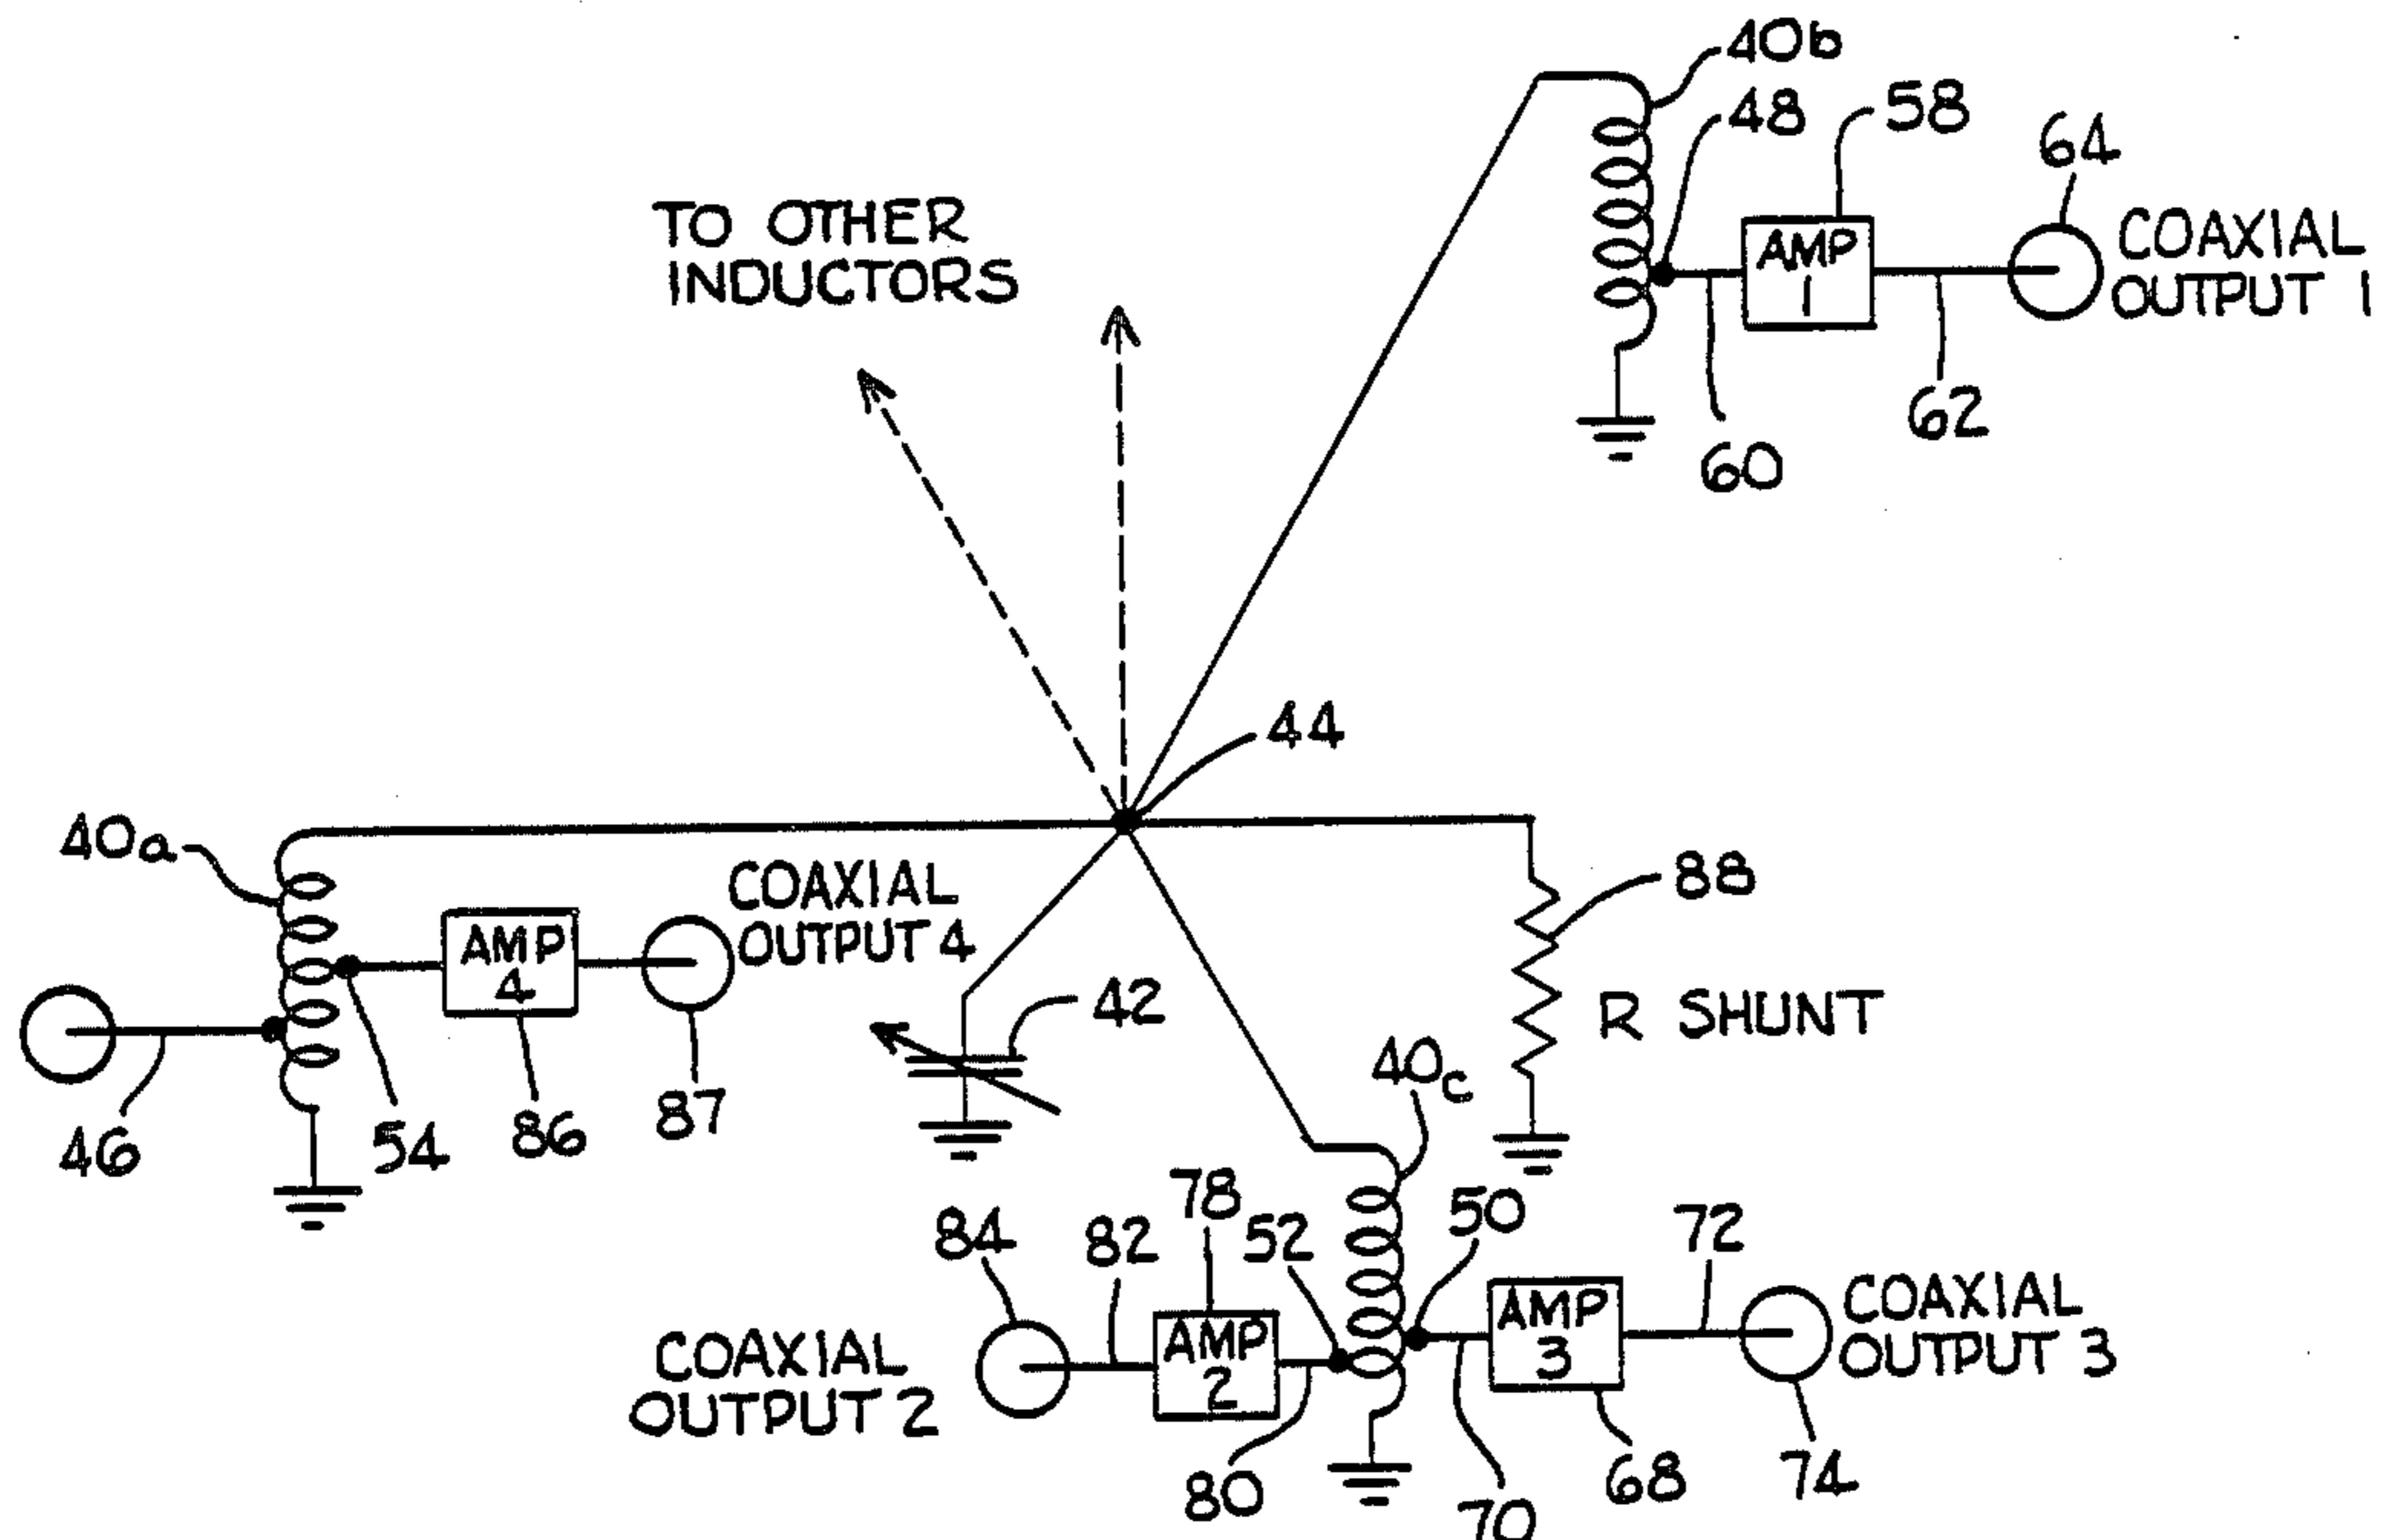 40b
48
58
64
TO OTHER
INDUCTORS
AMP
1
COAXIAL
OUTPUT 1
62
60
44
40a
COAXIAL
OUTPUT 4
AMP
4
88
42
R SHUNT
40c
46
54
86
87
78
52
50
72
84
82
AMP
2
AMP
3
COAXIAL
OUTPUT 3
COAXIAL
OUTPUT 2
80
70
68
74